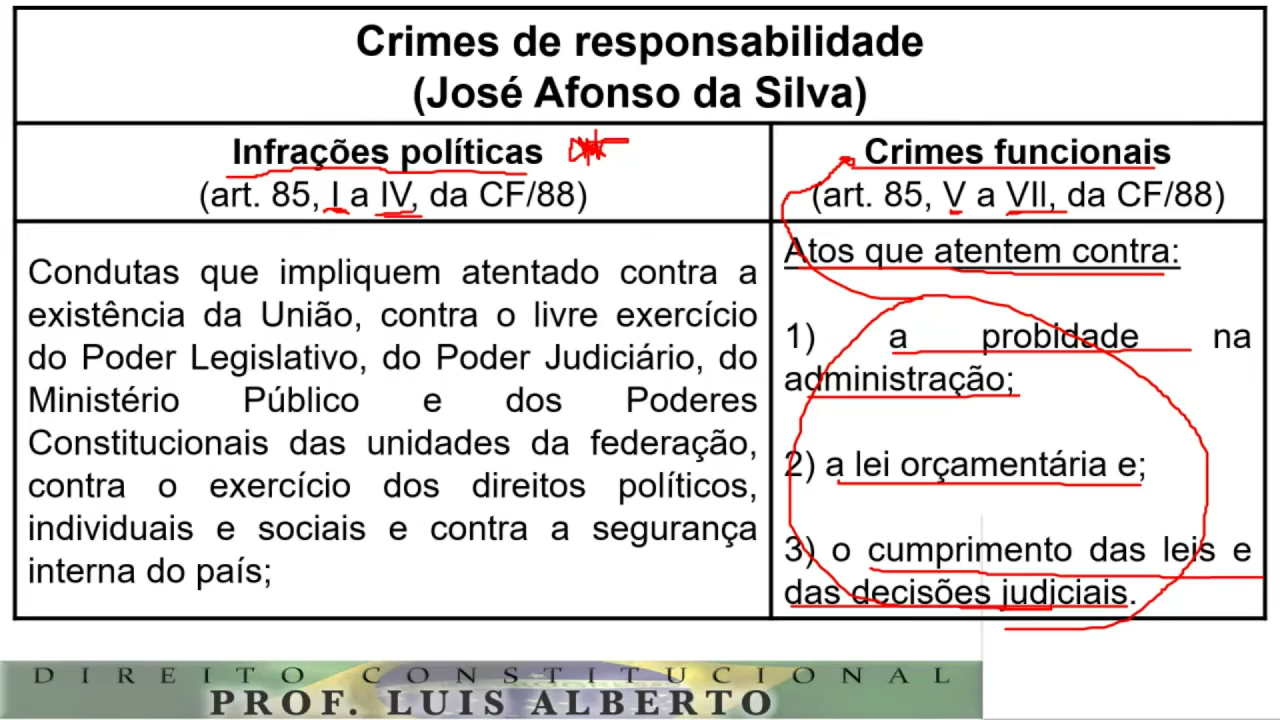 Crimes de responsabilidade
(José Afonso da Silva)
Infrações políticas
(art. 85, I a IV, da CF/88)
Crimes funcionais
(art. 85, V a VII, da CF/88)
Condutas que impliquem atentado contra a
existência da União, contra o livre exercício
do Poder Legislativo, do Poder Judiciário, do
Ministério Público e dos Poderes
Constitucionais das unidades da federação,
contra o exercício dos direitos políticos,
individuais e sociais e contra a segurança
interna do país;
Atos que atentem contra:
1) a probidade na
administração;
2) a lei orçamentária e;
3) o cumprimento das leis e
das decisões judiciais.
DIREITO CONSTITUCIONAL
PROF. LUIS ALBERTO